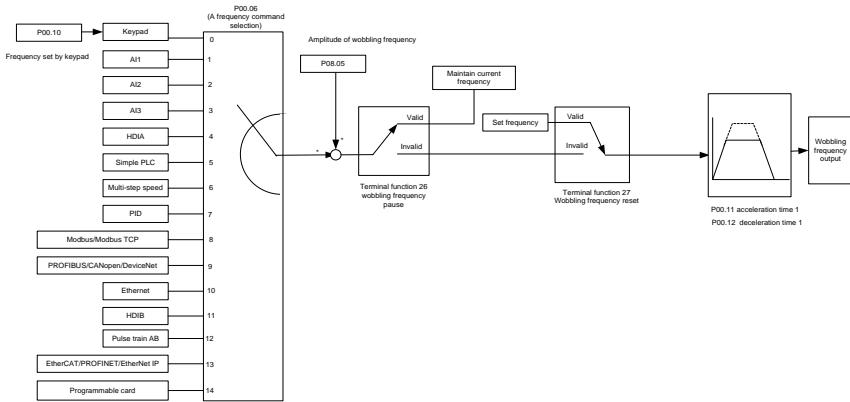 P00.06
(A frequency command
selection)
P00.10
Frequency set by keypad
Keypad
0
AI1
1
AI2
2
AI3
3
HDIA
4
Simple PLC
5
Multi-step speed
6
PID
7
Modbus/Modbus TCP
8
PROFIBUS/CANopen/DeviceNet
9
Ethernet
10
HDIB
11
Pulse train AB
12
EtherCAT/PROFINET/EtherNet IP
13
Programmable card
14
Amplitude of wobbling frequency
P08.05
Maintain current
frequency
Valid
Invalid
Terminal function 26
wobbling frequency
pause
Set frequency
Valid
Invalid
Terminal function 27
Wobbling frequency reset
P00.11 acceleration time 1
P00.12 deceleration time 1
Wobbling
frequency
output